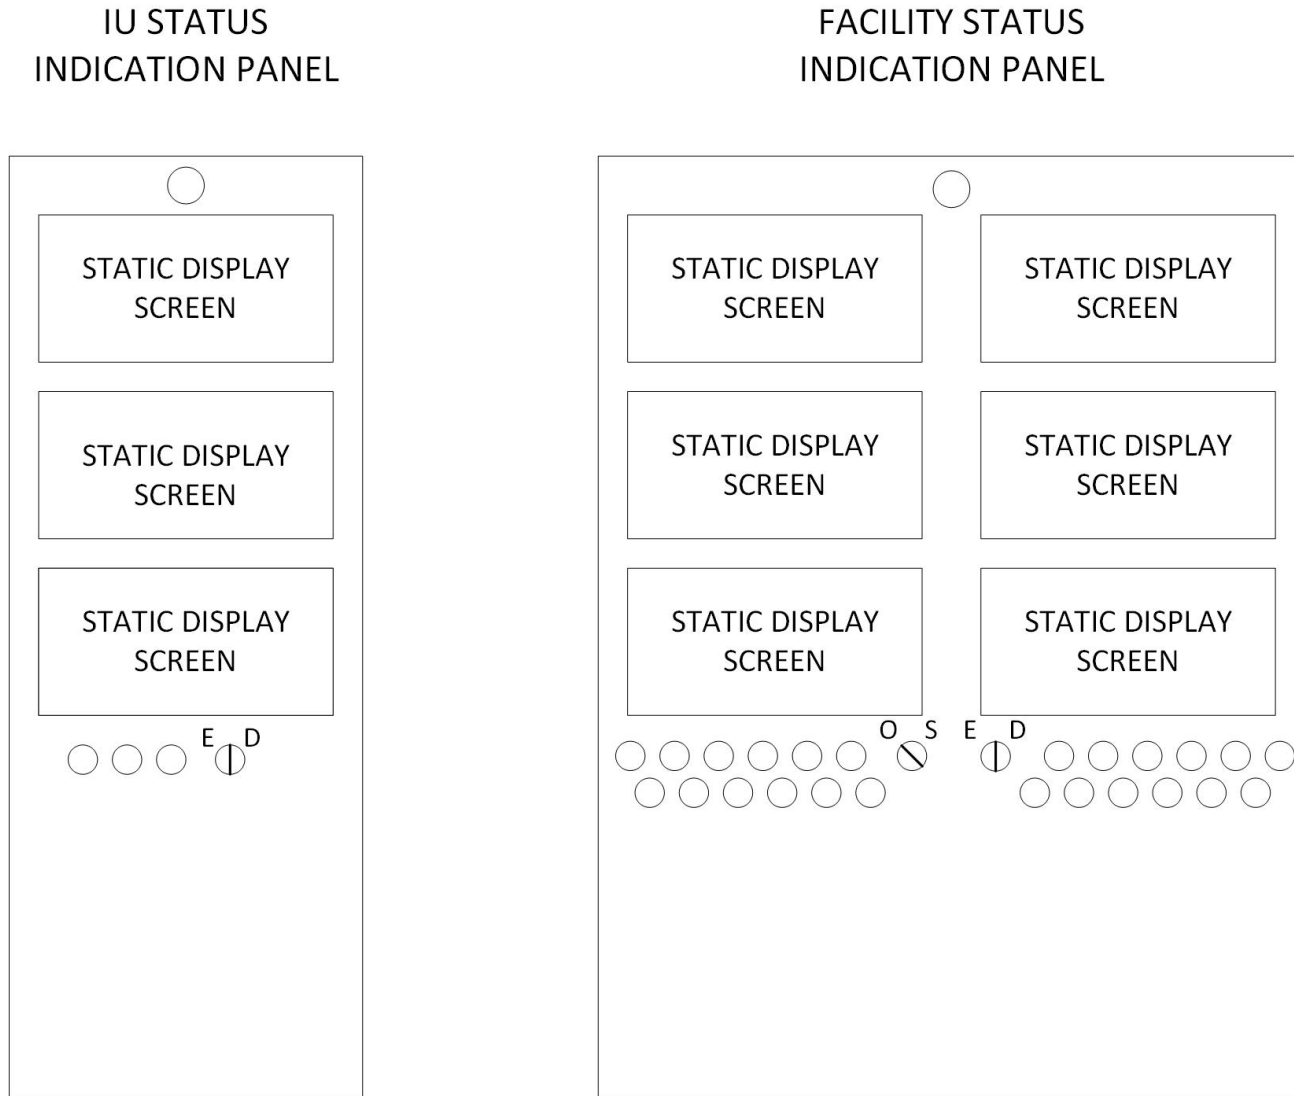 IU STATUS
INDICATION PANEL
FACILITY STATUS
INDICATION PANEL
STATIC DISPLAY
SCREEN
STATIC DISPLAY
SCREEN
STATIC DISPLAY
SCREEN
E D
STATIC DISPLAY
SCREEN
STATIC DISPLAY
SCREEN
STATIC DISPLAY
SCREEN
STATIC DISPLAY
SCREEN
STATIC DISPLAY
SCREEN
STATIC DISPLAY
SCREEN
O S E D